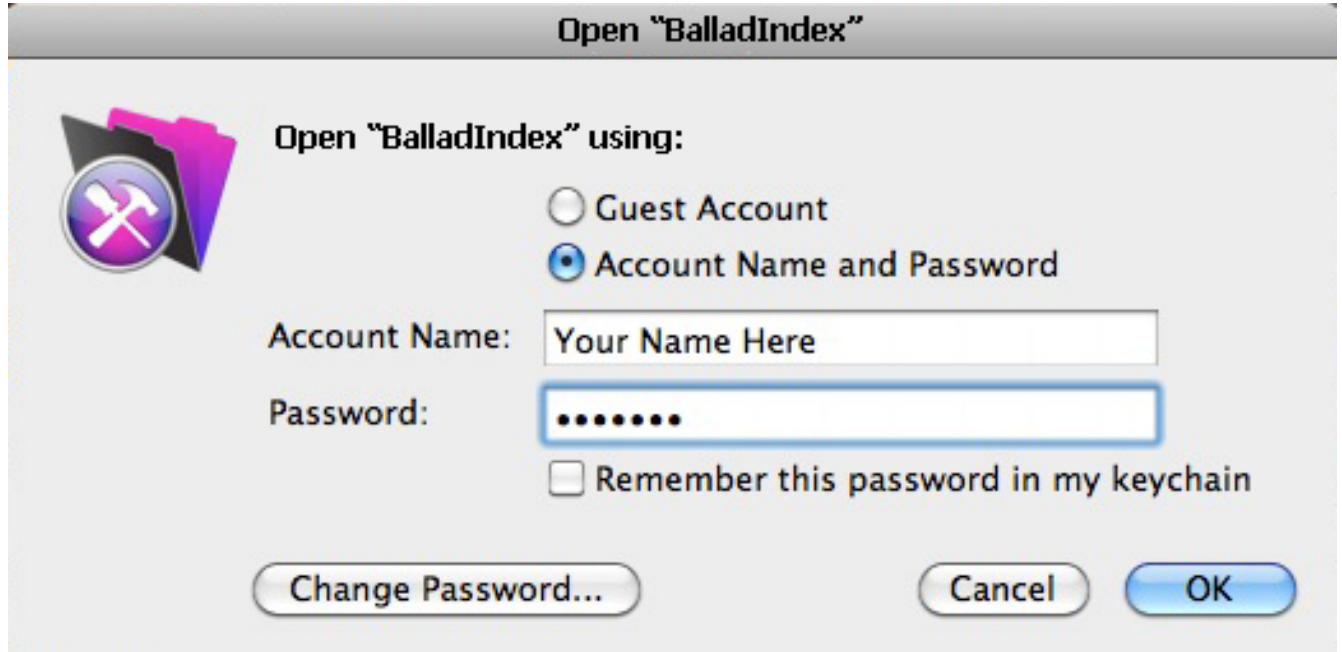 Open “BalladIndex”
Open “BalladIndex” using:
Guest Account
Account Name and Password
Account Name: Your Name Here
Password: •••••••
Remember this password in my keychain
Change Password... Cancel OK